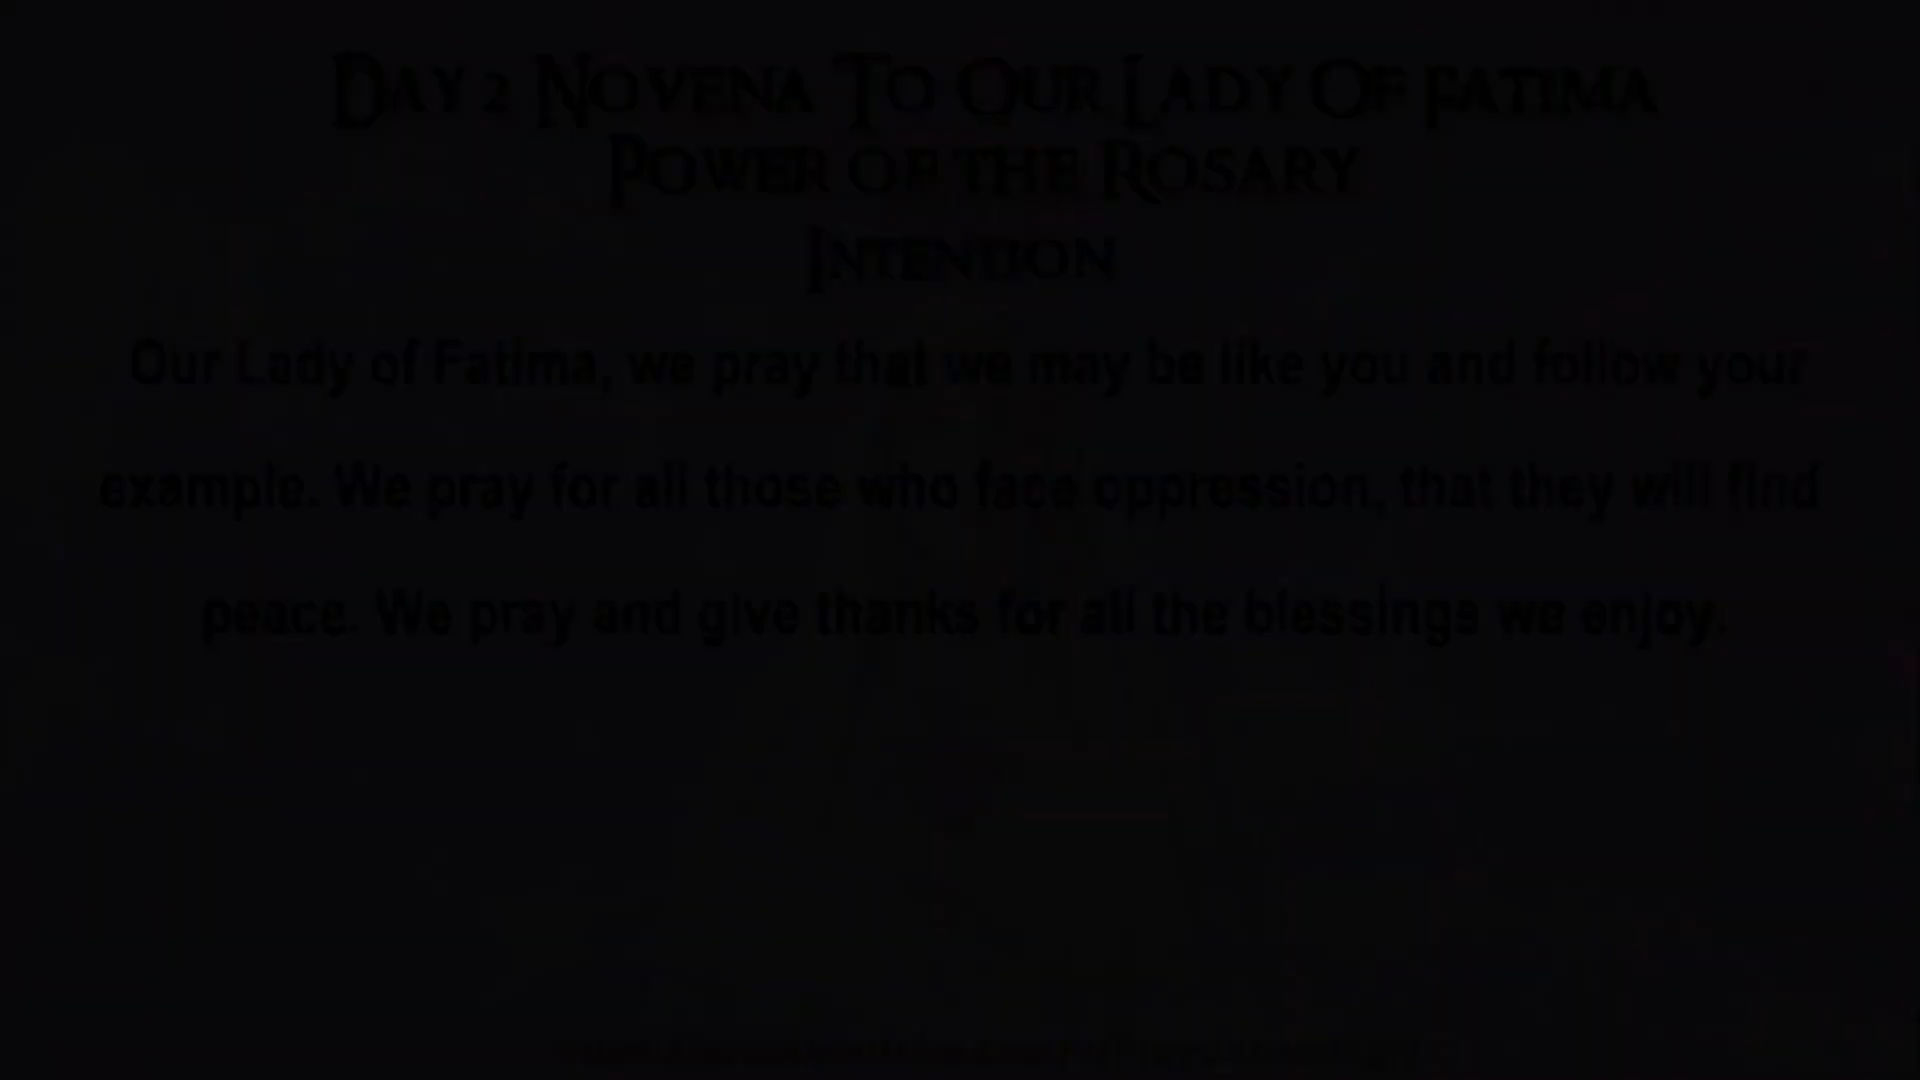 Day 2 Novena To Our Lady Of Fatima
Power of the Rosary
Intention
Our Lady of Fatima, we pray that we may be like you and follow your
example. We pray for all those who face oppression, that they will find
peace. We pray and give thanks for all the blessings we enjoy.